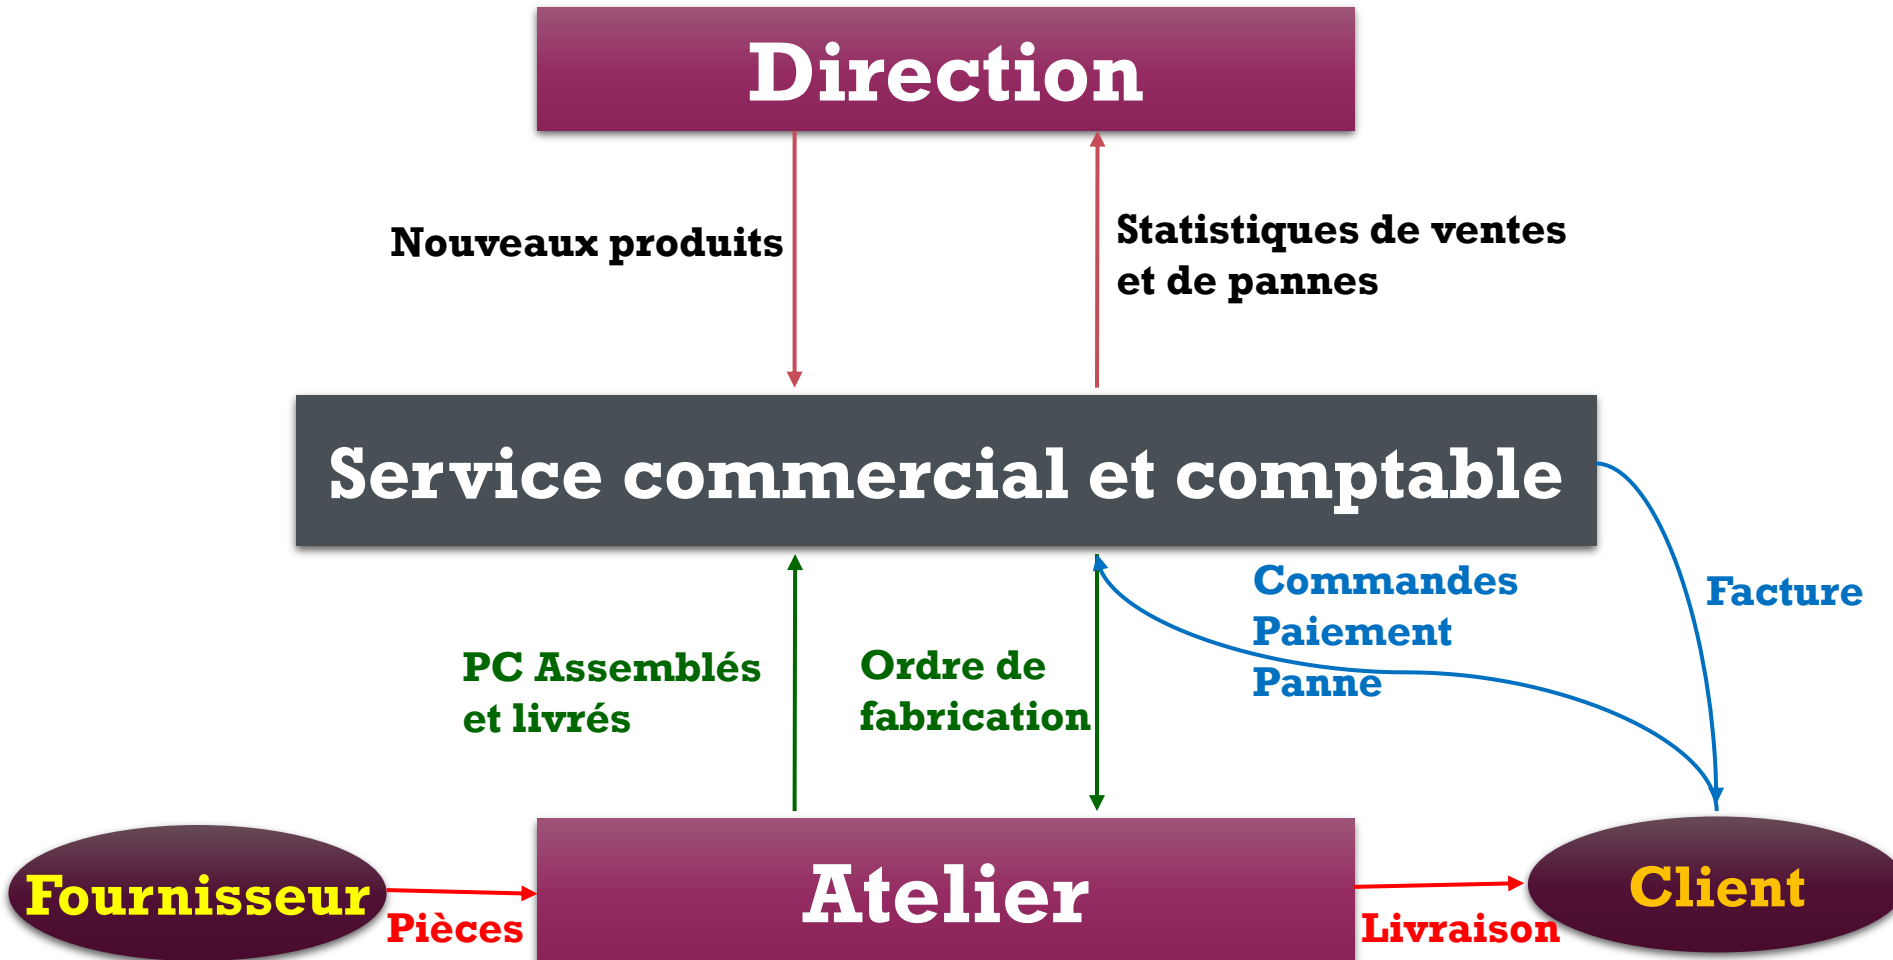 Direction
Nouveaux produits
Statistiques de ventes
et de pannes
Service commercial et comptable
Commandes
Paiement
Panne
Facture
PC Assemblés
et livrés
Ordre de
fabrication
Fournisseur
Pièces
Atelier
Livraison
Client